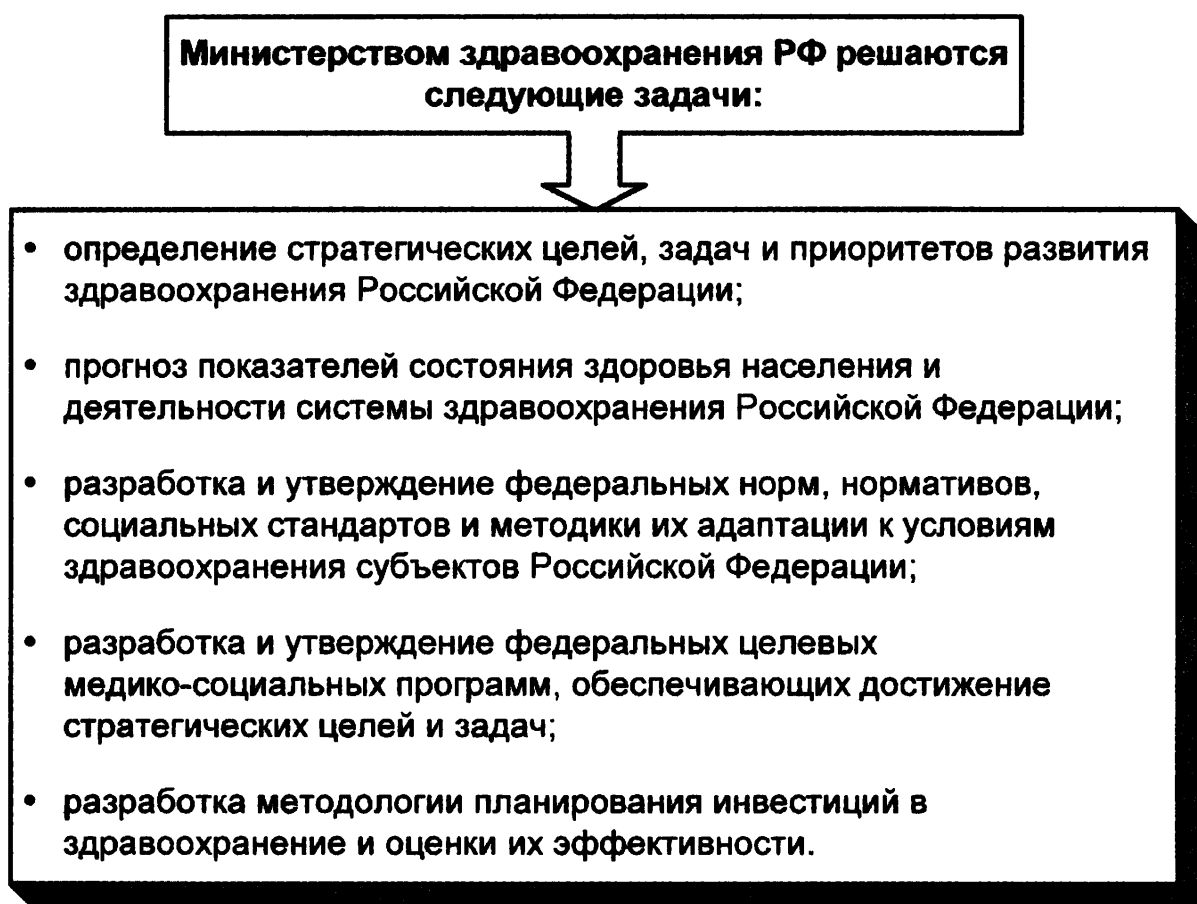 Министерством здравоохранения РФ решаются
следующие задачи:
• определение стратегических целей, задач и приоритетов развития
здравоохранения Российской Федерации;
• прогноз показателей состояния здоровья населения и
деятельности системы здравоохранения Российской Федерации;
• разработка и утверждение федеральных норм, нормативов,
социальных стандартов и методики их адаптации к условиям
здравоохранения субъектов Российской Федерации;
• разработка и утверждение федеральных целевых
медико-социальных программ, обеспечивающих достижение
стратегических целей и задач;
• разработка методологии планирования инвестиций в
здравоохранение и оценки их эффективности.